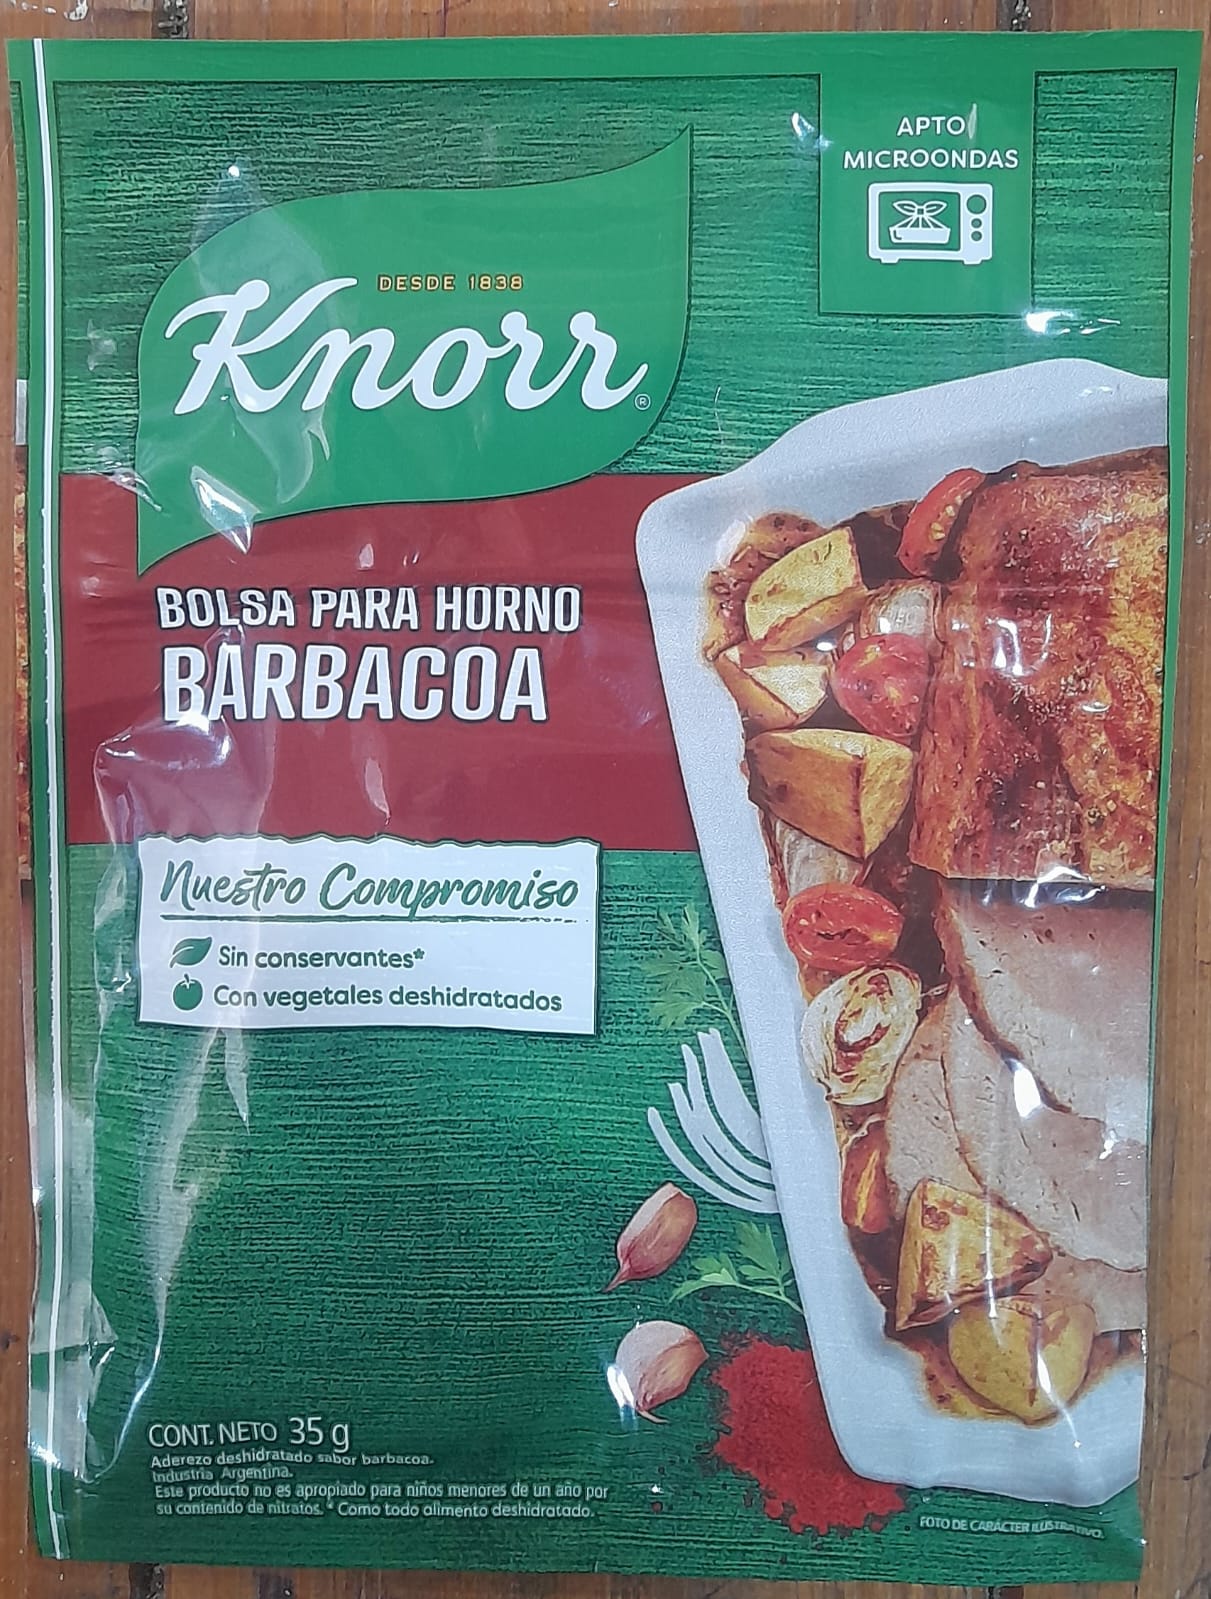 APTO
MICROONDAS
DESDE 1838
Knorr®
BOLSA PARA HORNO
BARBACOA
Nuestro Compromiso
Sin conservantes*
Con vegetales deshidratados
CONT. NETO 35 g
Aderezo deshidratado sabor barbacoa.
Industria Argentina.
Este producto no es apropiado para niños menores de un año por
su contenido de nitratos. * Como todo alimento deshidratado.
FOTO DE CARÁCTER ILUSTRATIVO.